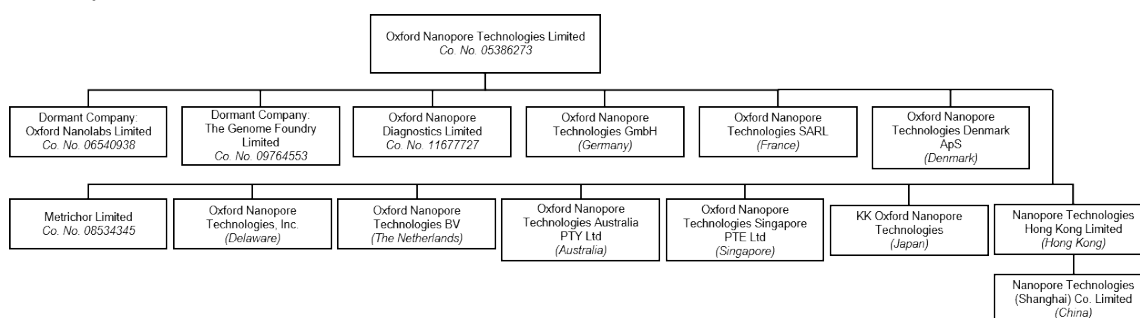 Oxford Nanopore Technologies Limited
Co. No. 05386273
Dormant Company:
Oxford Nanolabs Limited
Co. No. 06540938
Dormant Company:
The Genome Foundry
Limited
Co. No. 09764553
Oxford Nanopore
Diagnostics Limited
Co. No. 11677727
Oxford Nanopore
Technologies GmbH
(Germany)
Oxford Nanopore
Technologies SARL
(France)
Oxford Nanopore
Technologies Denmark
ApS
(Denmark)
Metrichor Limited
Co. No. 08534345
Oxford Nanopore
Technologies, Inc.
(Delaware)
Oxford Nanopore
Technologies BV
(The Netherlands)
Oxford Nanopore
Technologies Australia
PTY Ltd
(Australia)
Oxford Nanopore
Technologies Singapore
PTE Ltd
(Singapore)
KK Oxford Nanopore
Technologies
(Japan)
Nanopore Technologies
Hong Kong Limited
(Hong Kong)
Nanopore Technologies
(Shanghai) Co. Limited
(China)